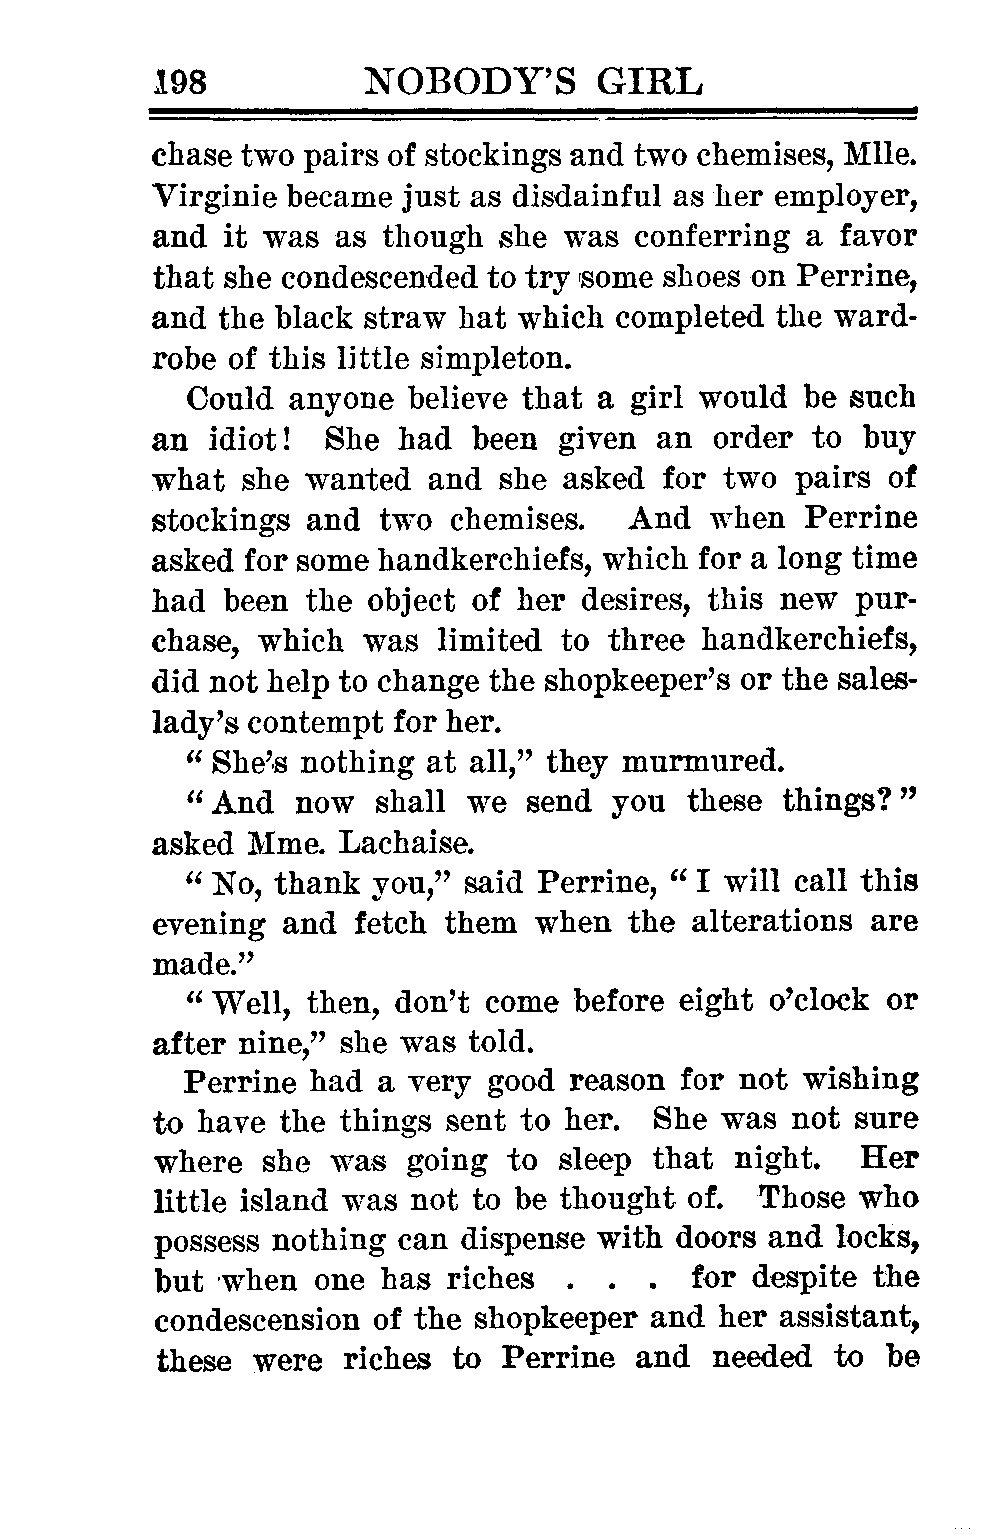 198 NOBODY'S GIRL
chase two pairs of stockings and two chemises, Mlle.
Virginie became just as disdainful as her employer,
and it was as though she was conferring a favor
that she condescended to try some shoes on Perrine,
and the black straw hat which completed the ward-
robe of this little simpleton.
Could anyone believe that a girl would be such
an idiot! She had been given an order to buy
what she wanted and she asked for two pairs of
stockings and two chemises. And when Perrine
asked for some handkerchiefs, which for a long time
had been the object of her desires, this new pur-
chase, which was limited to three handkerchiefs,
did not help to change the shopkeeper's or the sales-
lady's contempt for her.
“ She's nothing at all,” they murmured.
“ And now shall we send you these things? ”
asked Mme. Lachaise.
“ No, thank you,” said Perrine, “ I will call this
evening and fetch them when the alterations are
made.”
“ Well, then, don't come before eight o'clock or
after nine,” she was told.
Perrine had a very good reason for not wishing
to have the things sent to her. She was not sure
where she was going to sleep that night. Her
little island was not to be thought of. Those who
possess nothing can dispense with doors and locks,
but when one has riches . . . for despite the
condescension of the shopkeeper and her assistant,
these were riches to Perrine and needed to be